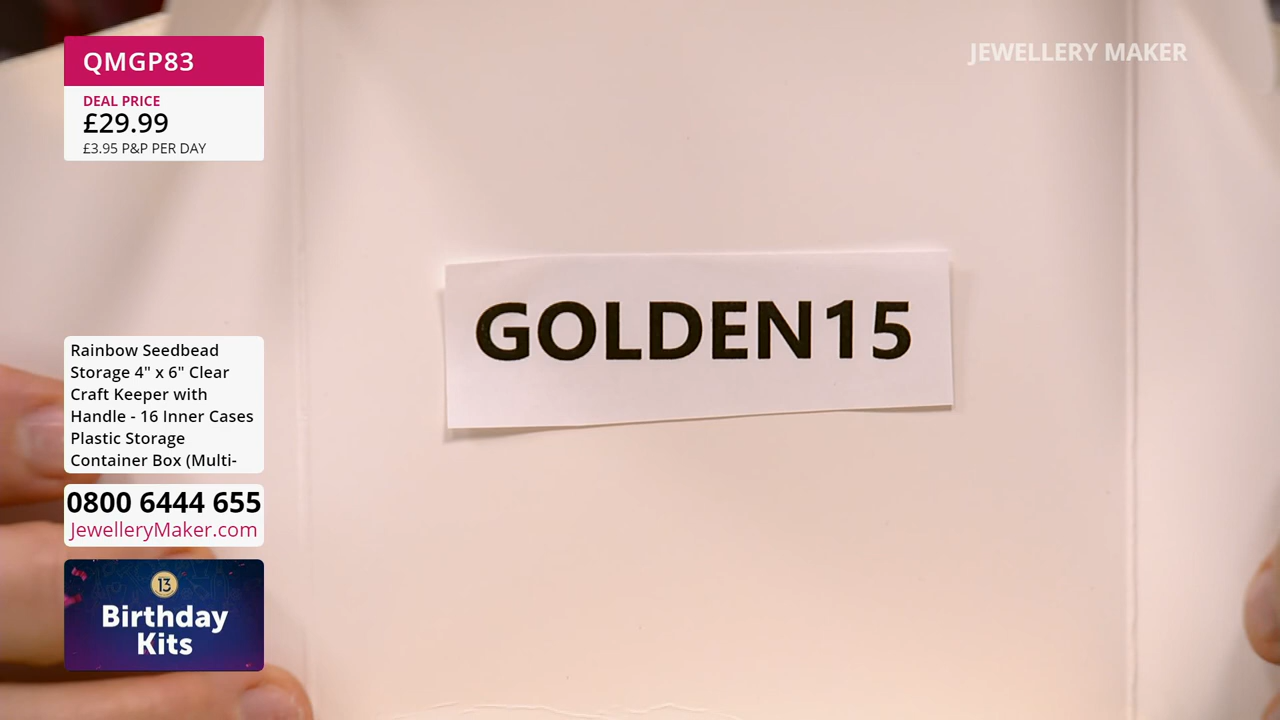 QMGP83
DEAL PRICE
£29.99
£3.95 P&P PER DAY
JEWELLERY MAKER
GOLDEN15
Rainbow Seedbead
Storage 4" x 6" Clear
Craft Keeper with
Handle - 16 Inner Cases
Plastic Storage
Container Box (Multi-
0800 6444 655
JewelleryMaker.com
13
Birthday
Kits